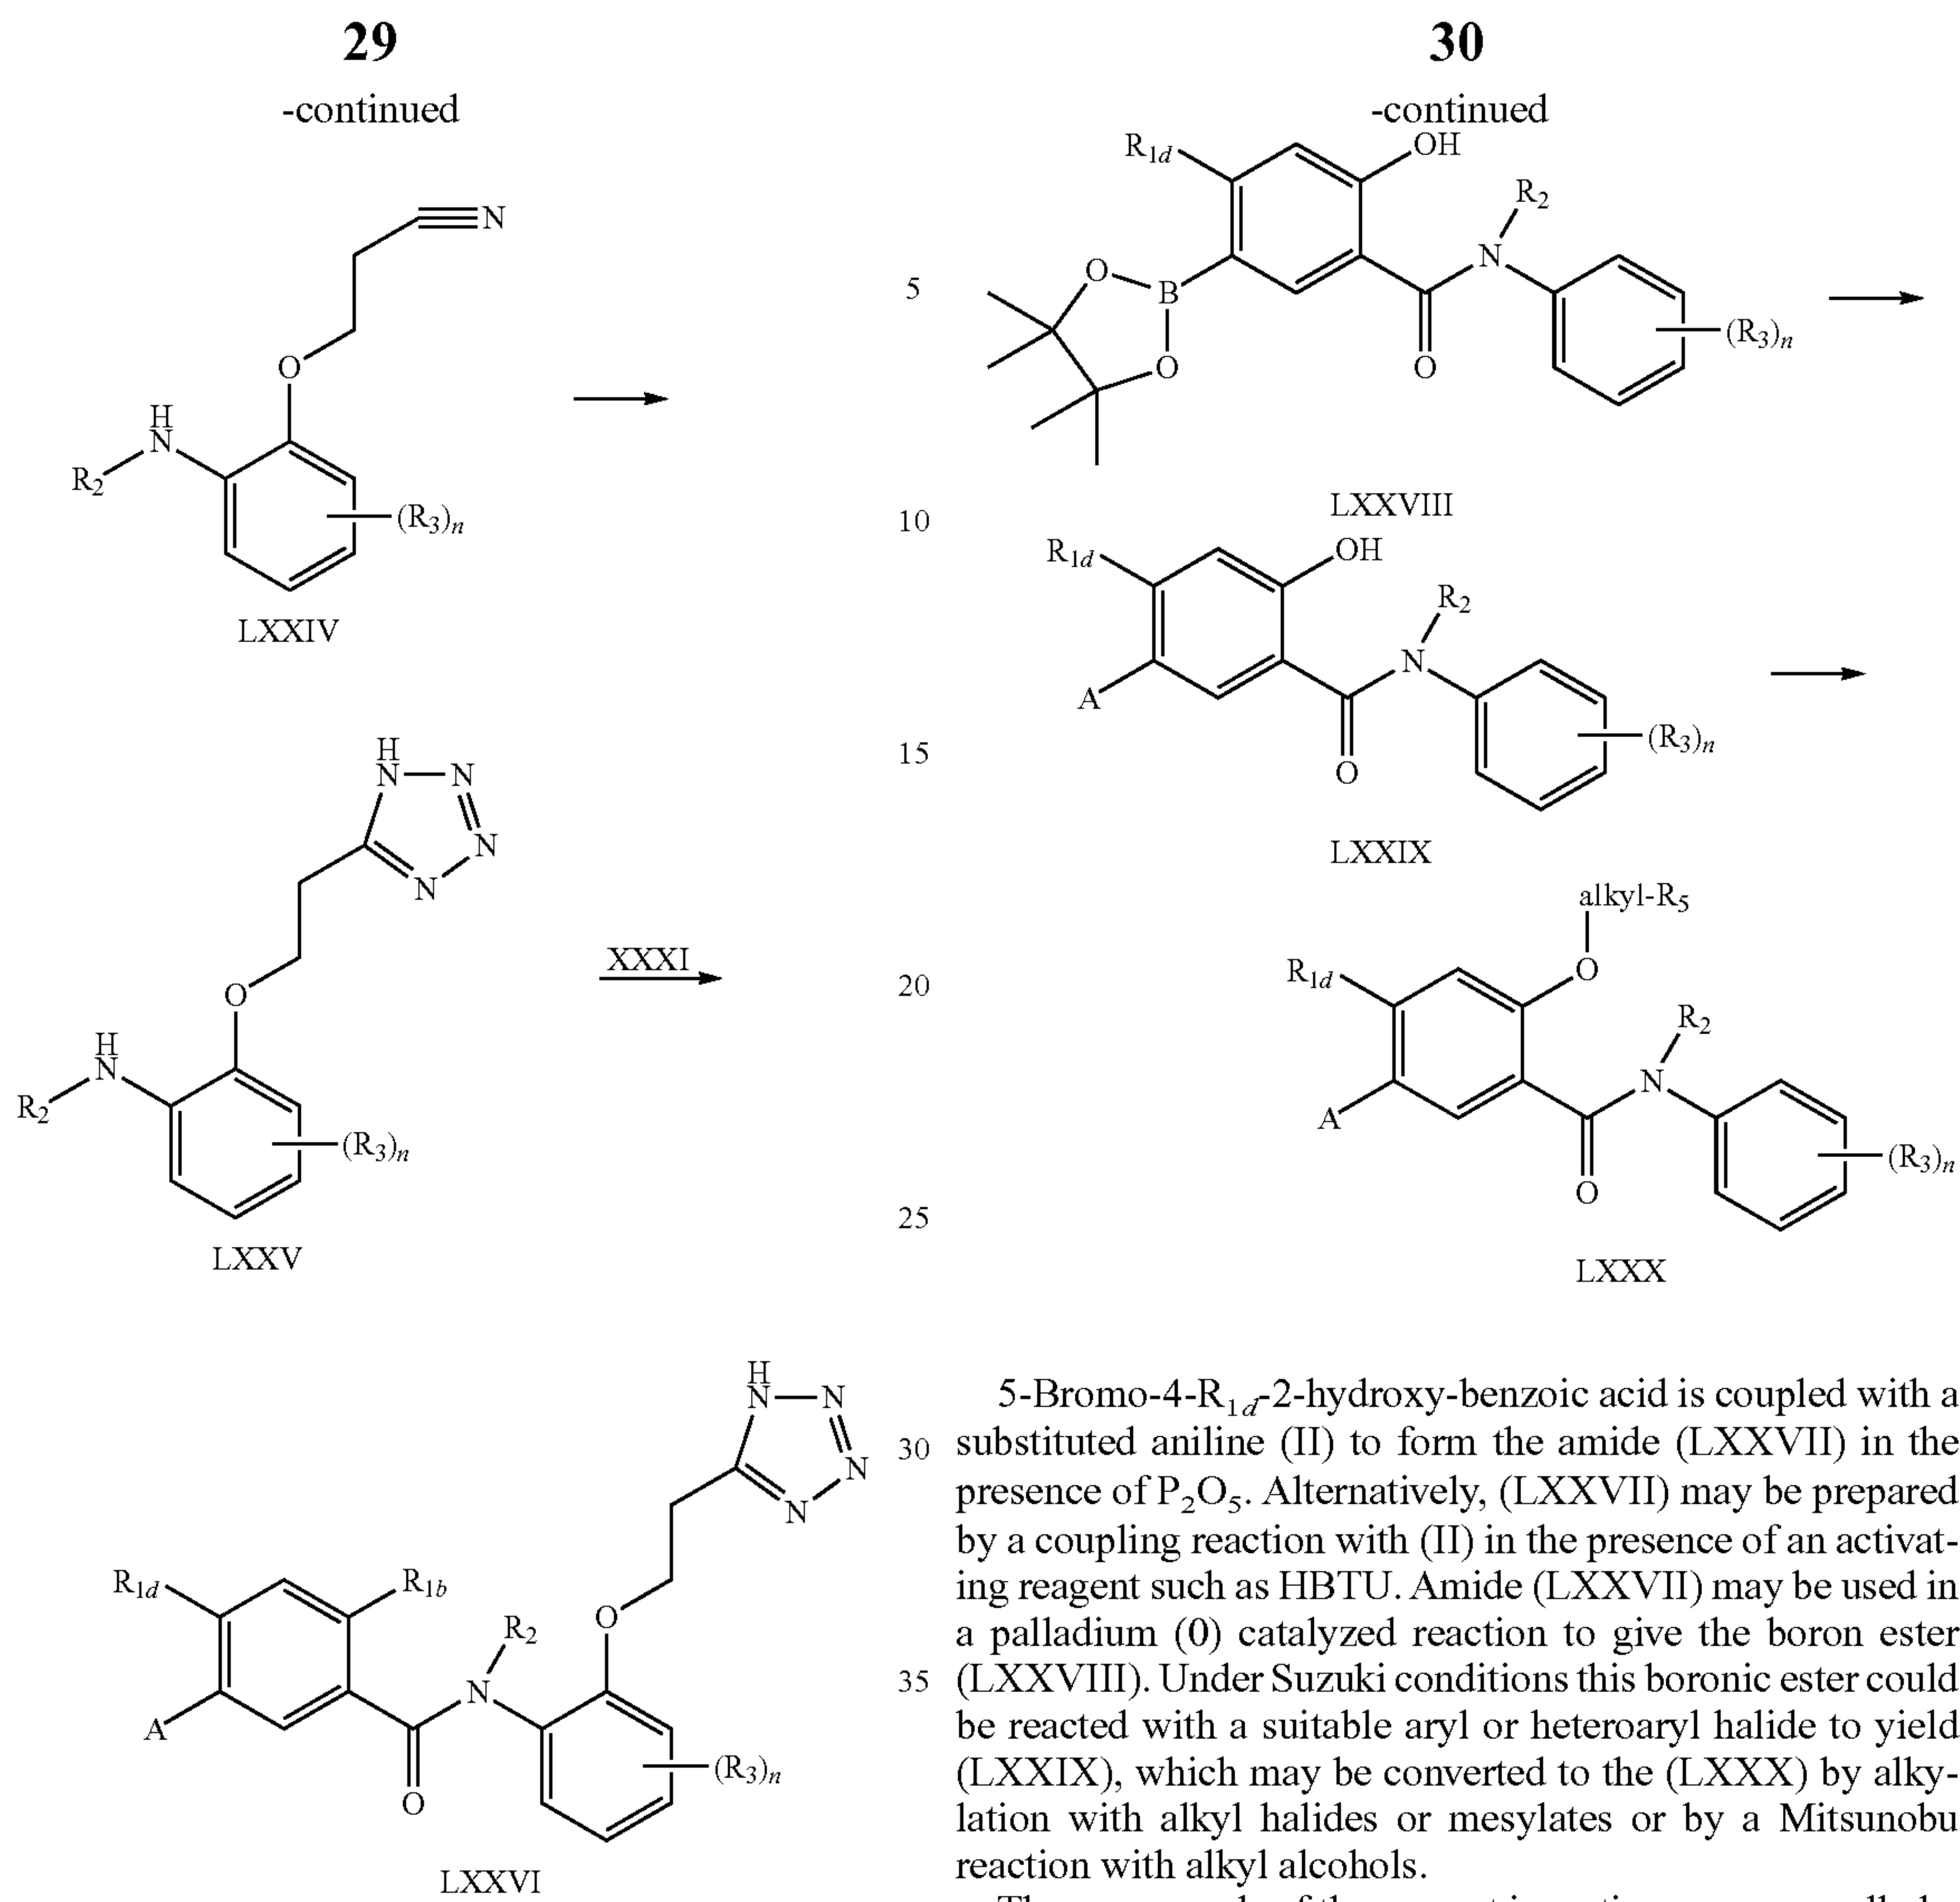 29
-continued
N
O
H
N
R2
(R3)n
LXXIV
H
N
N
N
N
O
XXXI
H
N
R2
(R3)n
LXXV
H
N
N
N
N
R1d
R1b
O
R2
N
A
O
(R3)n
LXXVI
30
-continued
R1d
OH
R2
N
O
B
O
O
(R3)n
5
LXXVIII
10
R1d
OH
R2
N
A
O
(R3)n
15
LXXIX
alkyl-R5
O
R1d
20
R2
N
A
O
(R3)n
25
LXXX
5-Bromo-4-R1d-2-hydroxy-benzoic acid is coupled with a
30 substituted aniline (II) to form the amide (LXXVII) in the
presence of P2O5. Alternatively, (LXXVII) may be prepared
by a coupling reaction with (II) in the presence of an activat-
ing reagent such as HBTU. Amide (LXXVII) may be used in
a palladium (0) catalyzed reaction to give the boron ester
35 (LXXVIII). Under Suzuki conditions this boronic ester could
be reacted with a suitable aryl or heteroaryl halide to yield
(LXXIX), which may be converted to the (LXXX) by alky-
lation with alkyl halides or mesylates or by a Mitsunobu
reaction with alkyl alcohols.